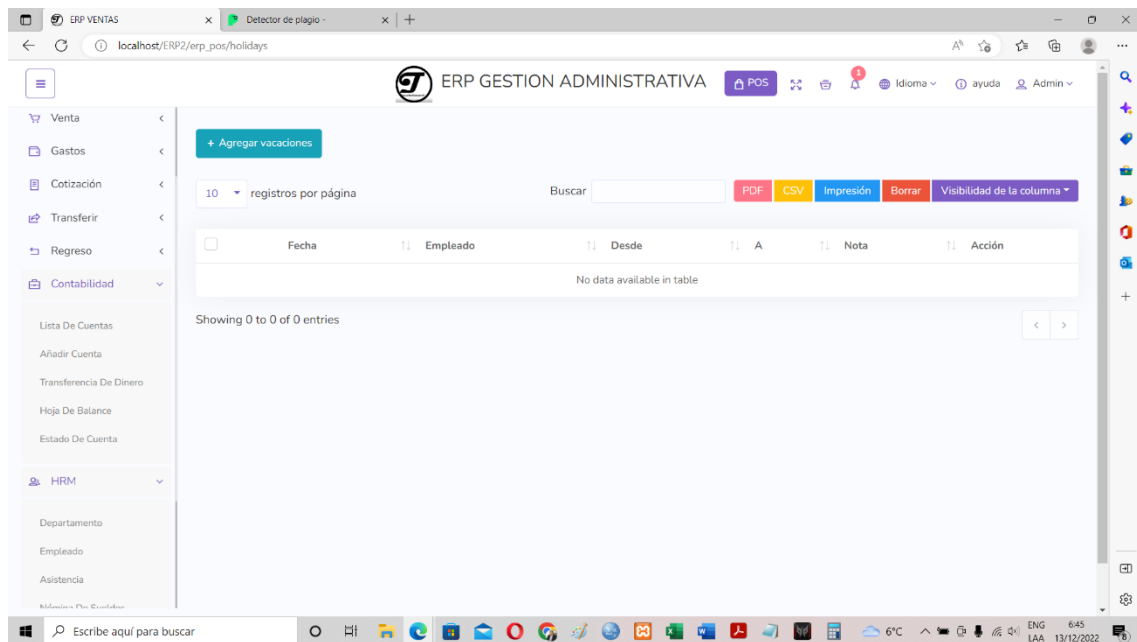 ERP VENTAS
Detector de plagio -
localhost/ERP2/erp_pos/holidays
ERP GESTION ADMINISTRATIVA
POS
1
Idioma
ayuda
Admin
Venta
Gastos
Cotización
Transferir
Regreso
Contabilidad
Lista De Cuentas
Añadir Cuenta
Transferencia De Dinero
Hoja De Balance
Estado De Cuenta
HRM
Departamento
Empleado
Asistencia
Nómina De Sueldos
+ Agregar vacaciones
10 registros por página
Buscar
PDF CSV Impresión Borrar Visibilidad de la columna
Fecha Empleado Desde A Nota Acción
No data available in table
Showing 0 to 0 of 0 entries
Escribe aquí para buscar
6°C
ENG
LAA
6:45
13/12/2022